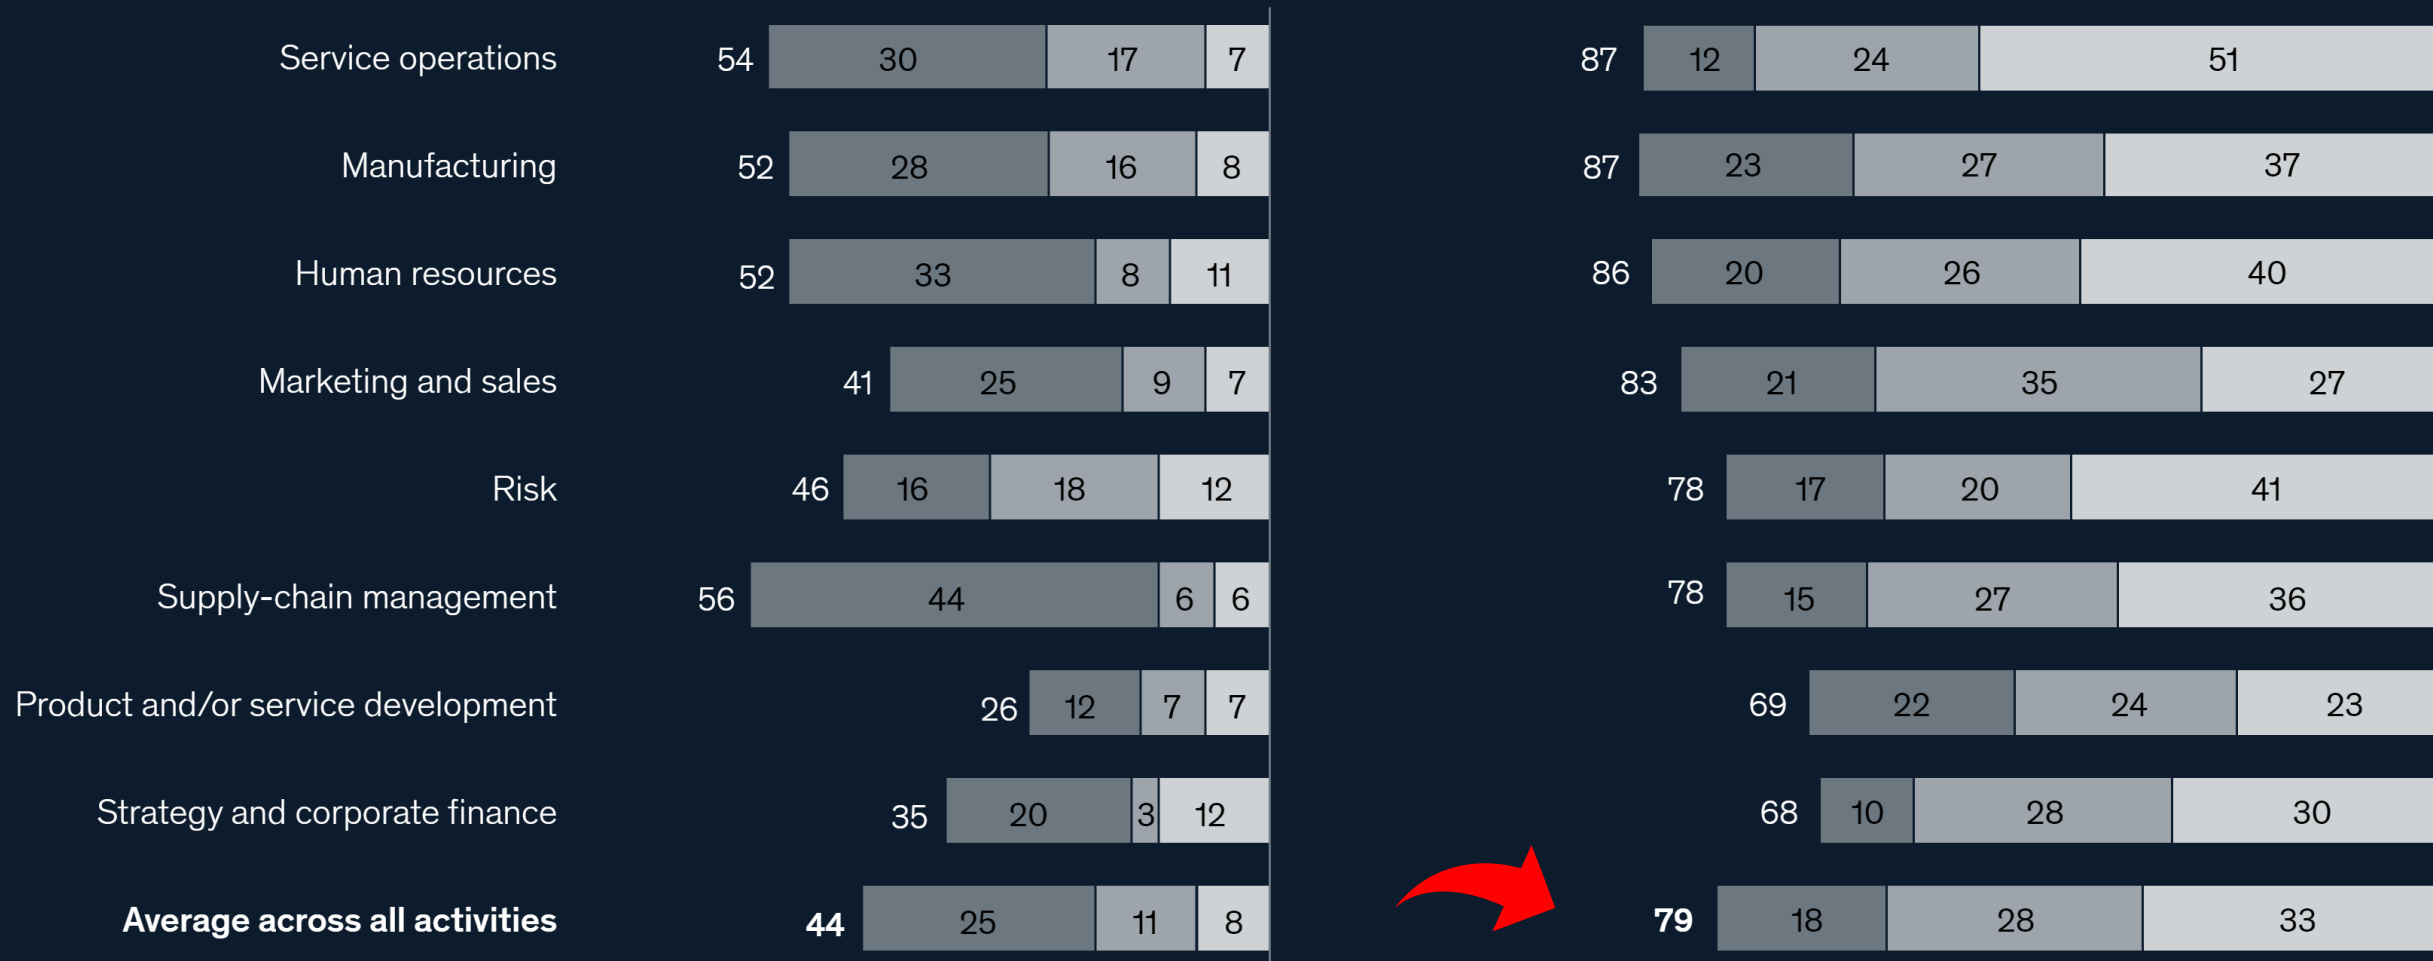 Service operations 54 30 17 7 87 12 24 51
Manufacturing 52 28 16 8 87 23 27 37
Human resources 52 33 8 11 86 20 26 40
Marketing and sales 41 25 9 7 83 21 35 27
Risk 46 16 18 12 78 17 20 41
Supply-chain management 56 44 6 6 78 15 27 36
Product and/or service development 26 12 7 7 69 22 24 23
Strategy and corporate finance 35 20 3 12 68 10 28 30
Average across all activities 44 25 11 8 79 18 28 33